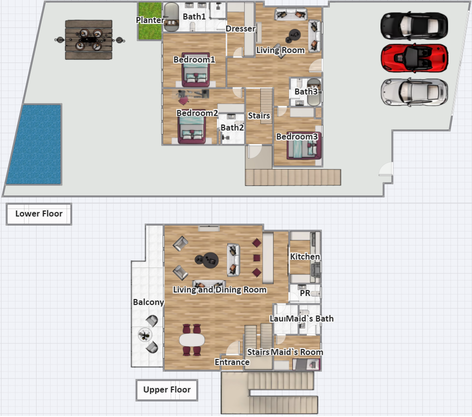 Planter
Bath1
Dresser
Living Room
Bedroom1
Bath3
Bedroom2
Stairs
Bath2
Bedroom3
Lower Floor
Kitchen
Living and Dining Room
PR
Balcony
Maid`s Bath
Stairs
Maid`s Room
Entrance
Upper Floor